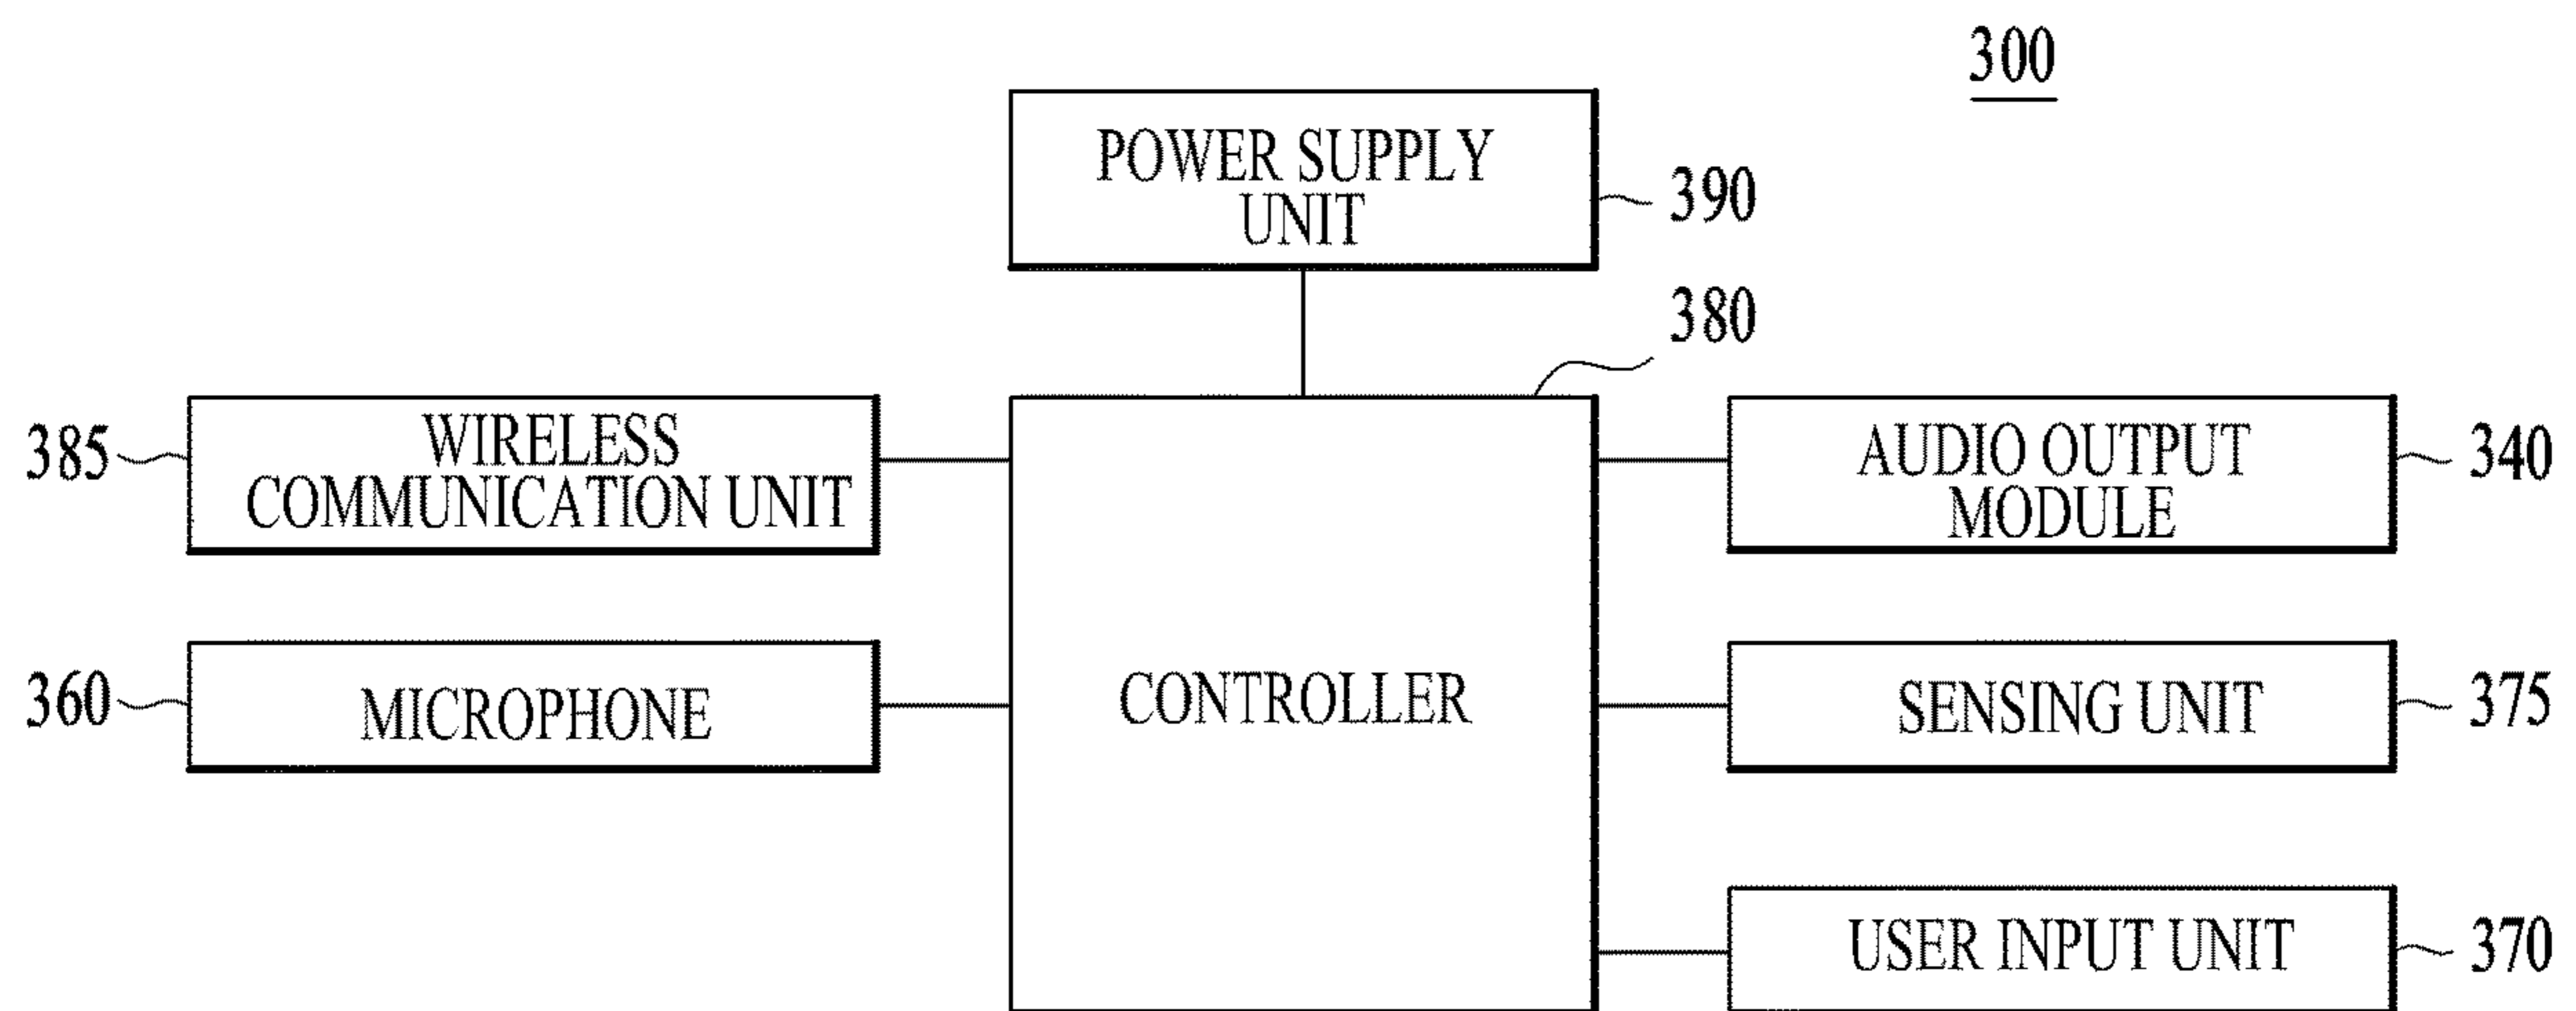 300
POWER SUPPLY
UNIT
390
380
385
WIRELESS
COMMUNICATION UNIT
AUDIO OUTPUT
MODULE
340
360
MICROPHONE
CONTROLLER
SENSING UNIT
375
USER INPUT UNIT
370